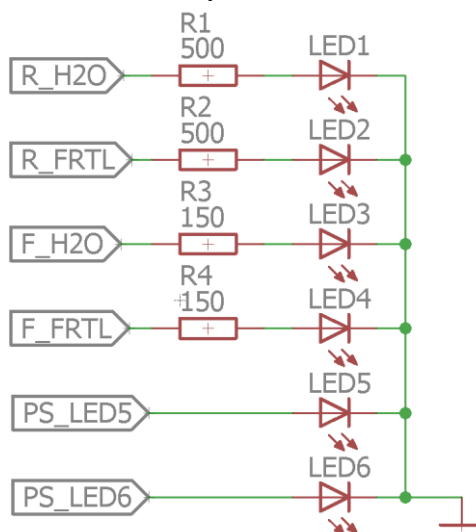 R1
500
LED1
R_H2O
R2
500
LED2
R_FRTL
R3
150
LED3
F_H2O
R4
150
LED4
F_FRTL
LED5
PS_LED5
LED6
PS_LED6